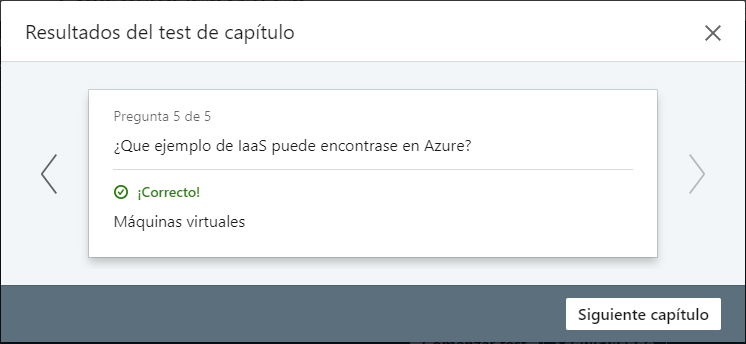 Resultados del test de capítulo
Pregunta 5 de 5
¿Que ejemplo de IaaS puede encontrase en Azure?
¡Correcto!
Máquinas virtuales
Siguiente capítulo